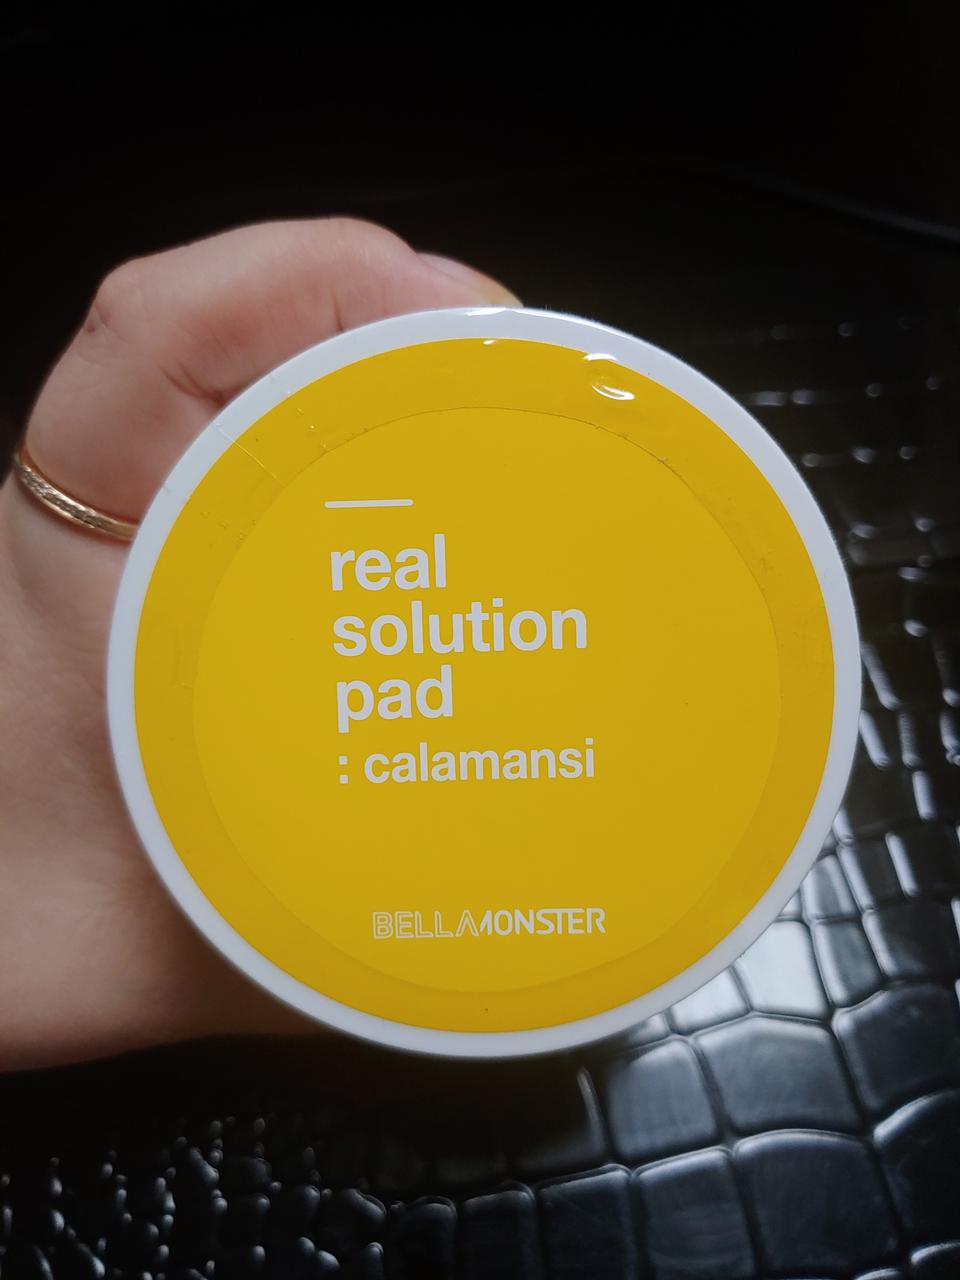 real
solution
pad
: calamansi
BELLAMONSTER